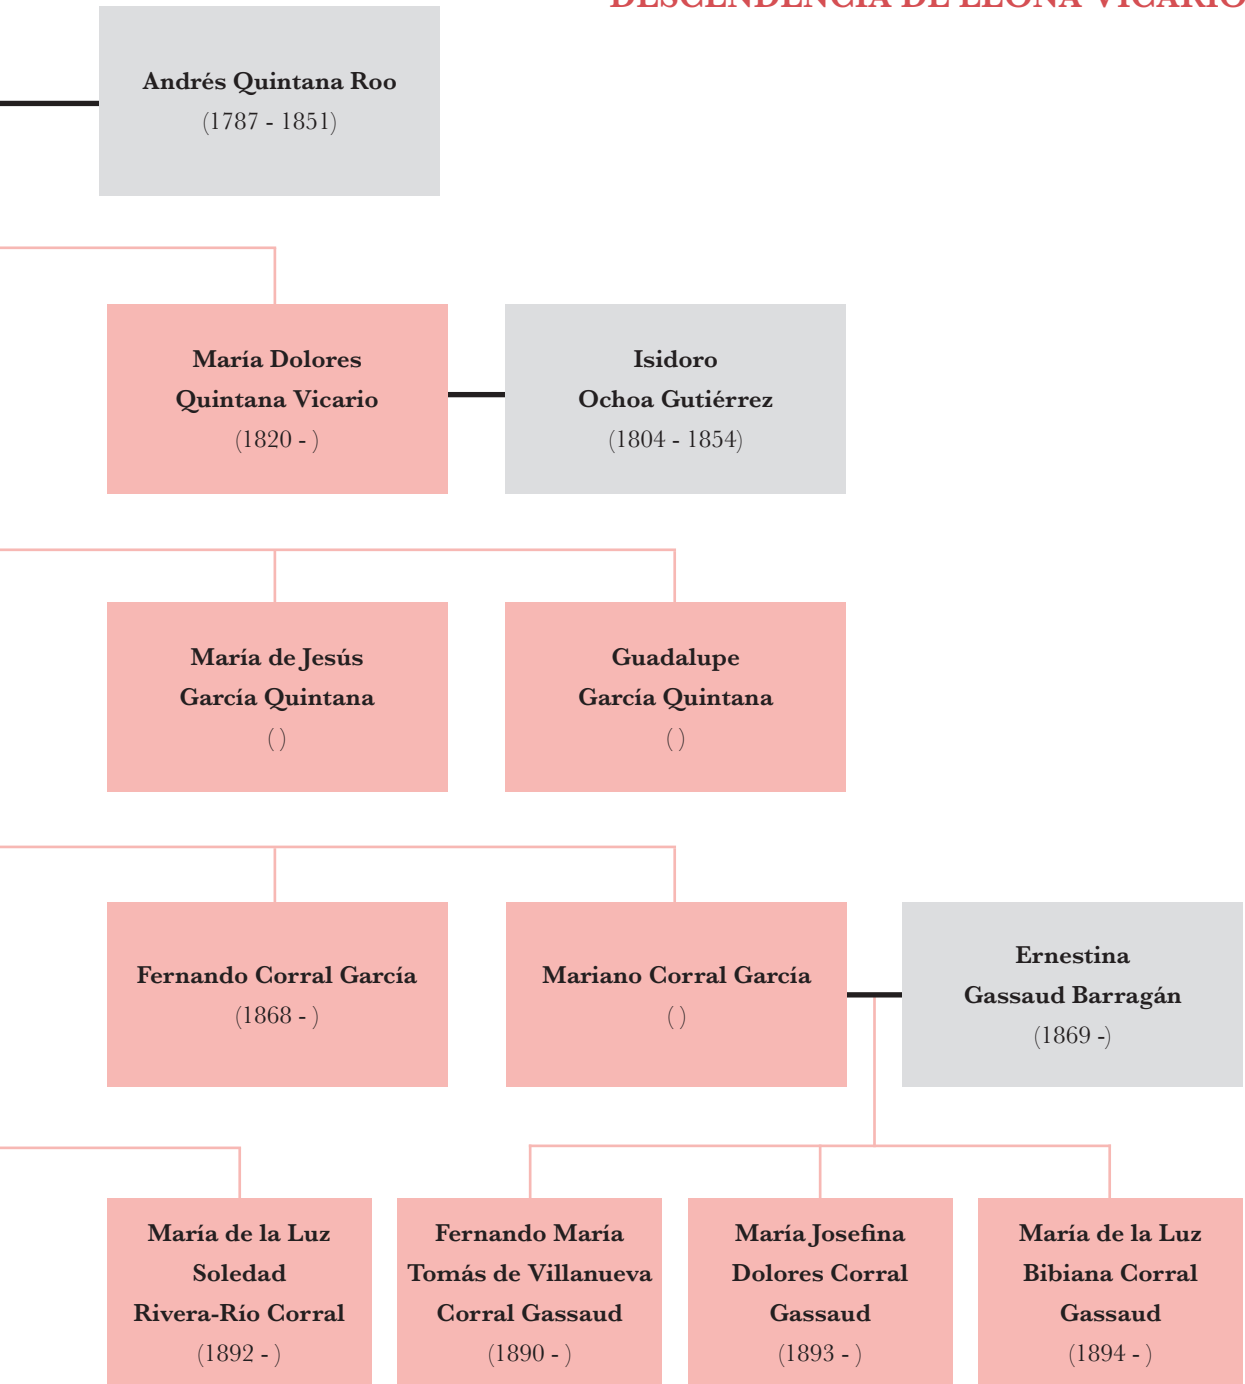 DESCENDENCIA DE LEONA VICARIO
Andrés Quintana Roo
(1787 - 1851)
María Dolores
Quintana Vicario
(1820 - )
Isidoro
Ochoa Gutiérrez
(1804 - 1854)
María de Jesús
García Quintana
( )
Guadalupe
García Quintana
( )
Fernando Corral García
(1868 - )
Mariano Corral García
( )
Ernestina
Gassaud Barragán
(1869 -)
María de la Luz
Soledad
Rivera-Río Corral
(1892 - )
Fernando María
Tomás de Villanueva
Corral Gassaud
(1890 - )
María Josefina
Dolores Corral
Gassaud
(1893 - )
María de la Luz
Bibiana Corral
Gassaud
(1894 - )